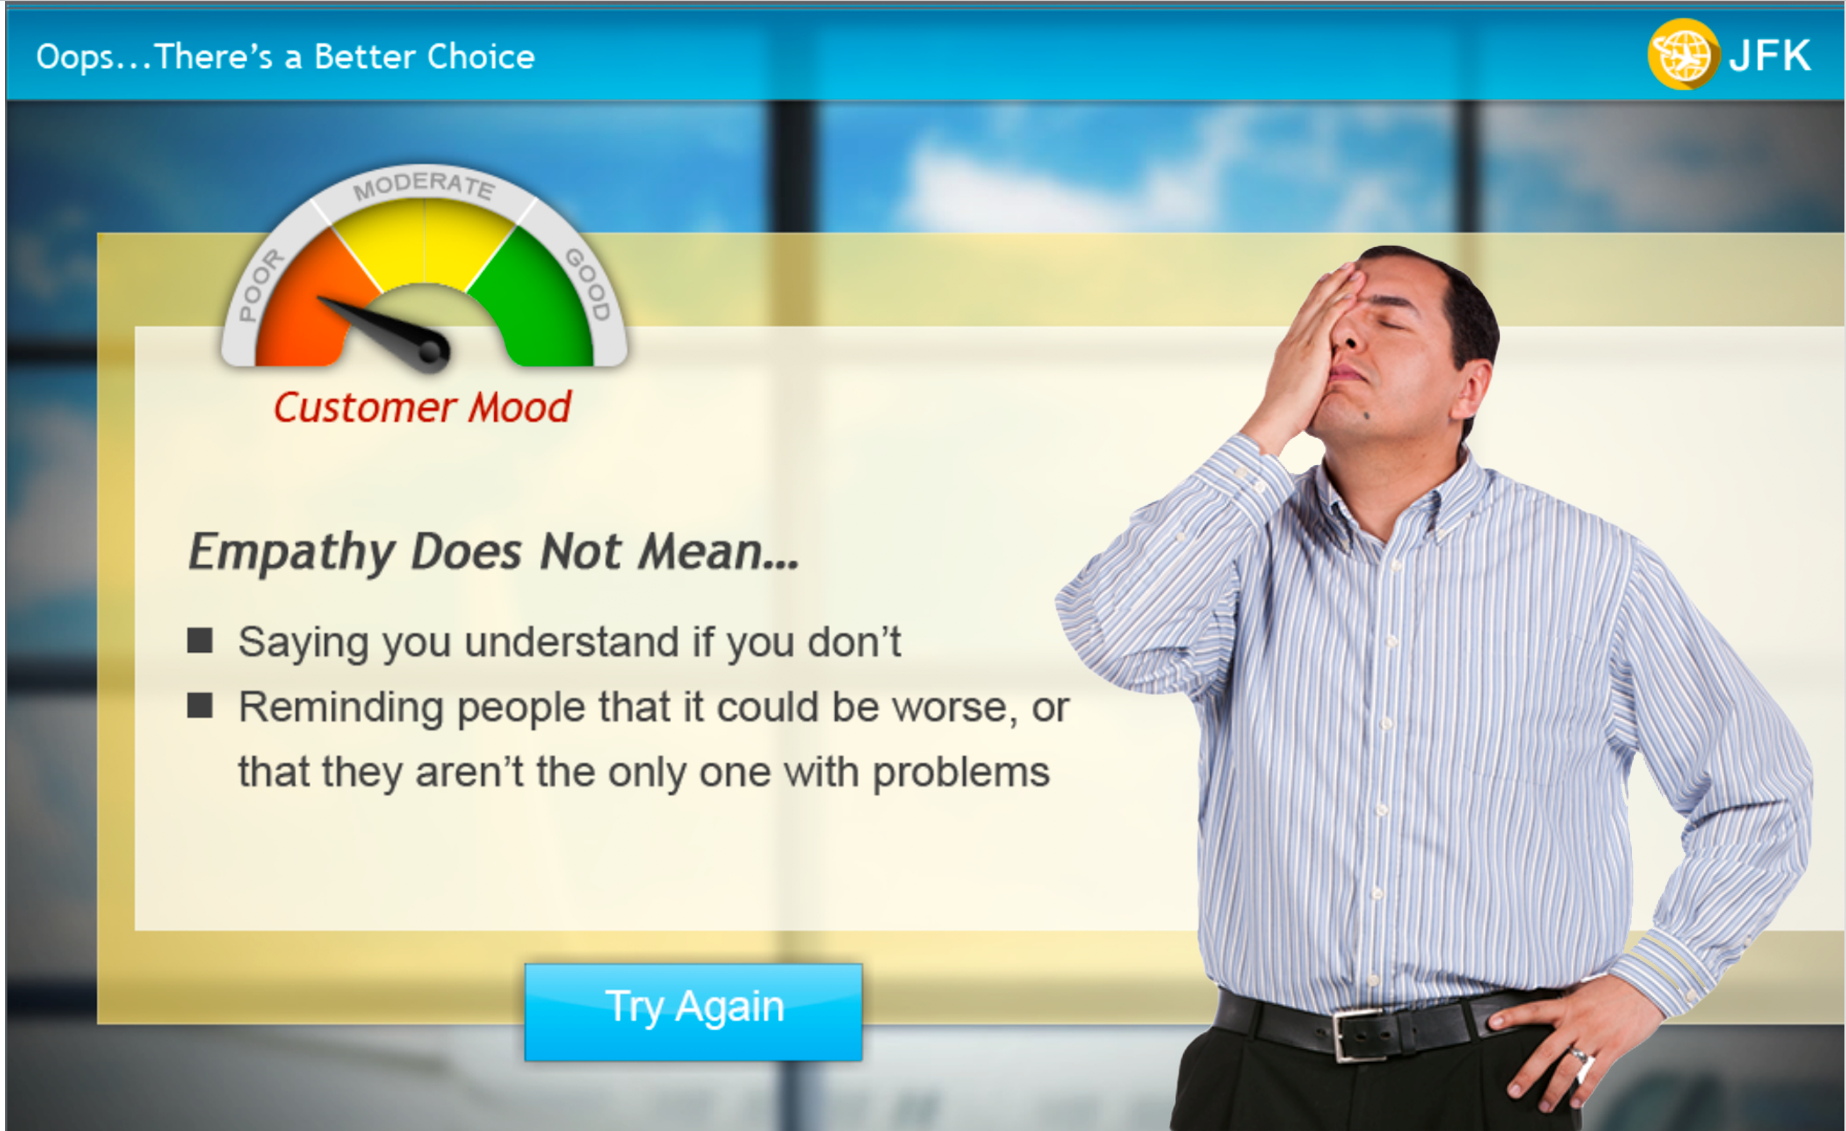 Oops...There's a Better Choice
JFK
POOR
MODERATE
GOOD
Customer Mood
Empathy Does Not Mean...
■ Saying you understand if you don't
■ Reminding people that it could be worse, or
that they aren't the only one with problems
Try Again